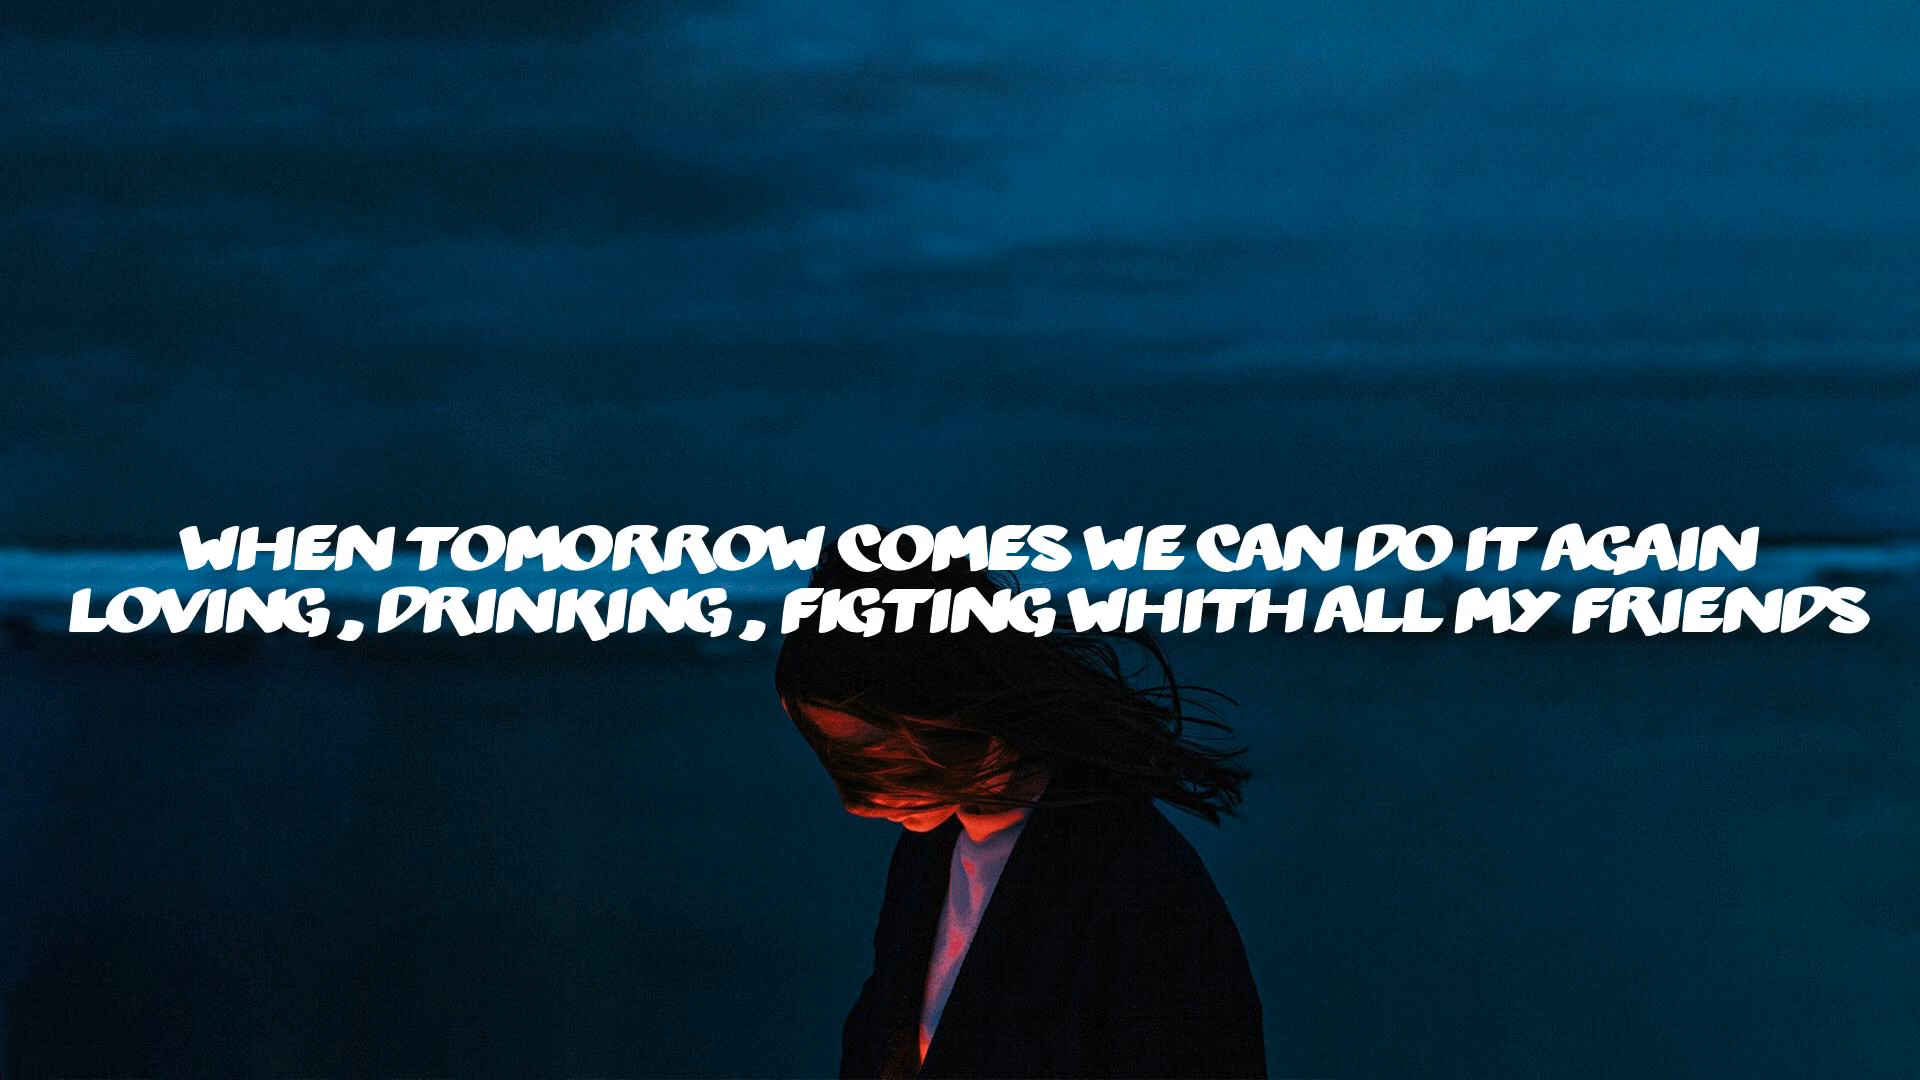 WHEN TOMORROW COMES WE CAN DO IT AGAIN
LOVING , DRINKING , FIGTING WHITH ALL MY FRIENDS